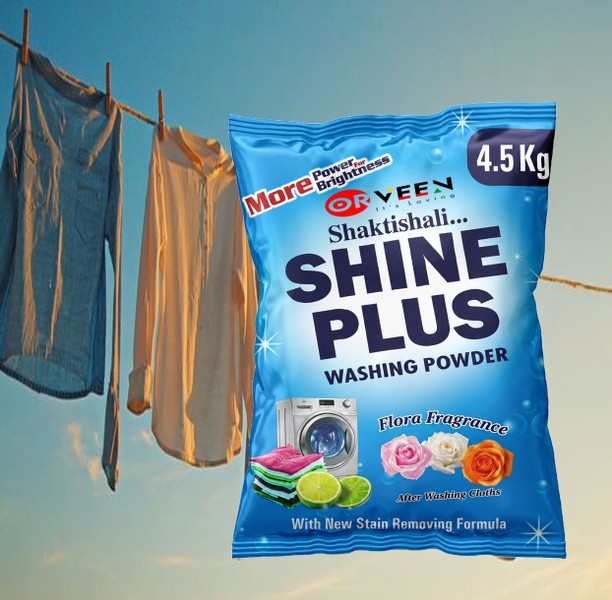 4.5 Kg
More Power For Brightness
ORVEEN
It's Loving
Shaktishali...
SHINE
PLUS
WASHING POWDER
Flora Fragrance
After Washing Cloths
With New Stain Removing Formula